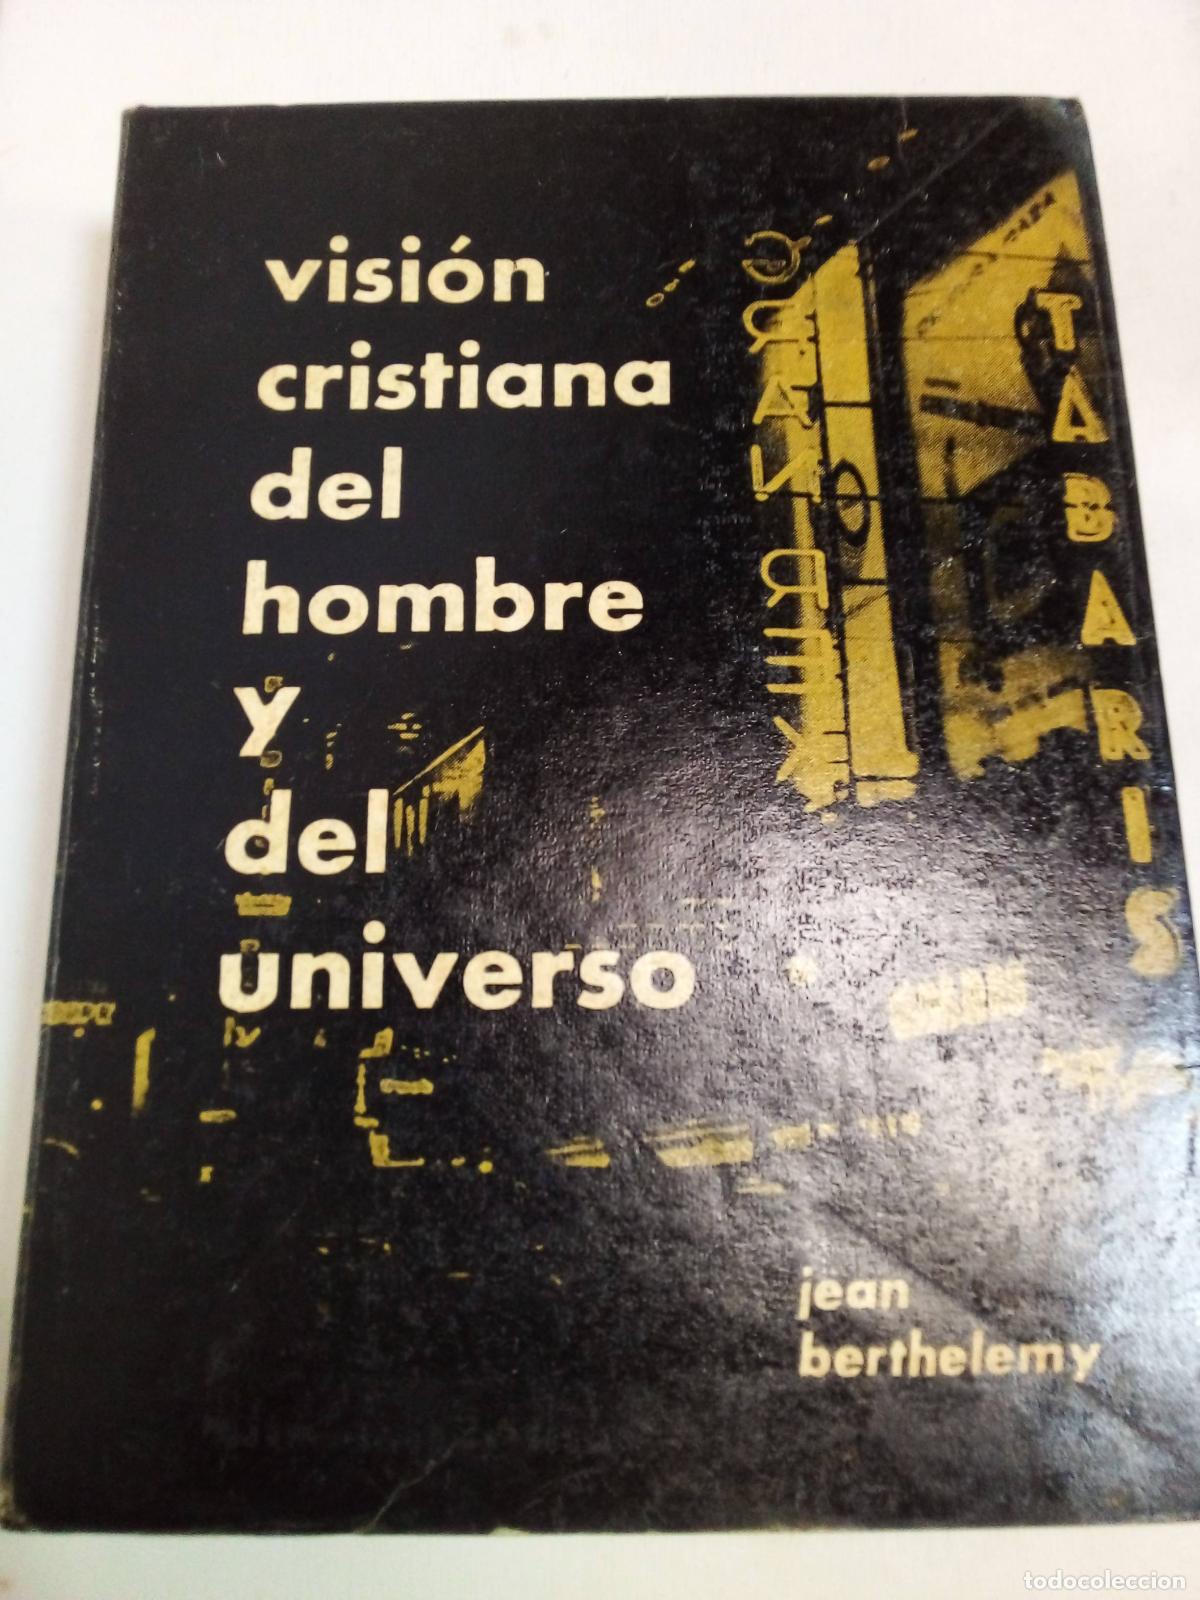 visión
cristiana
del
hombre
y
del
universo
TABARIS
jean
berthelemy
todocoleccion